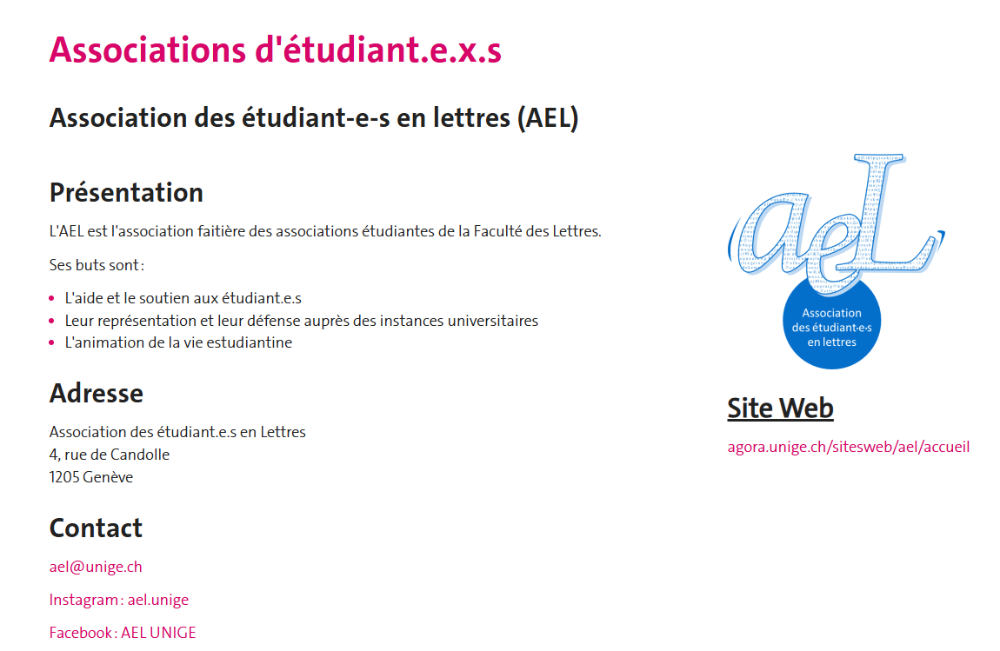 Associations d'étudiant.e.x.s
Association des étudiant-e-s en lettres (AEL)
Présentation
L'AEL est l'association faitière des associations étudiantes de la Faculté des Lettres.
Ses buts sont :
L'aide et le soutien aux étudiant.e.s
Leur représentation et leur défense auprès des instances universitaires
L'animation de la vie estudiantine
Adresse
Association des étudiant.e.s en Lettres
4, rue de Candolle
1205 Genève
Contact
ael@unige.ch
Instagram : ael.unige
Facebook : AEL UNIGE
aeL
Association
des étudiant·e·s
en lettres
Site Web
agora.unige.ch/sitesweb/ael/accueil